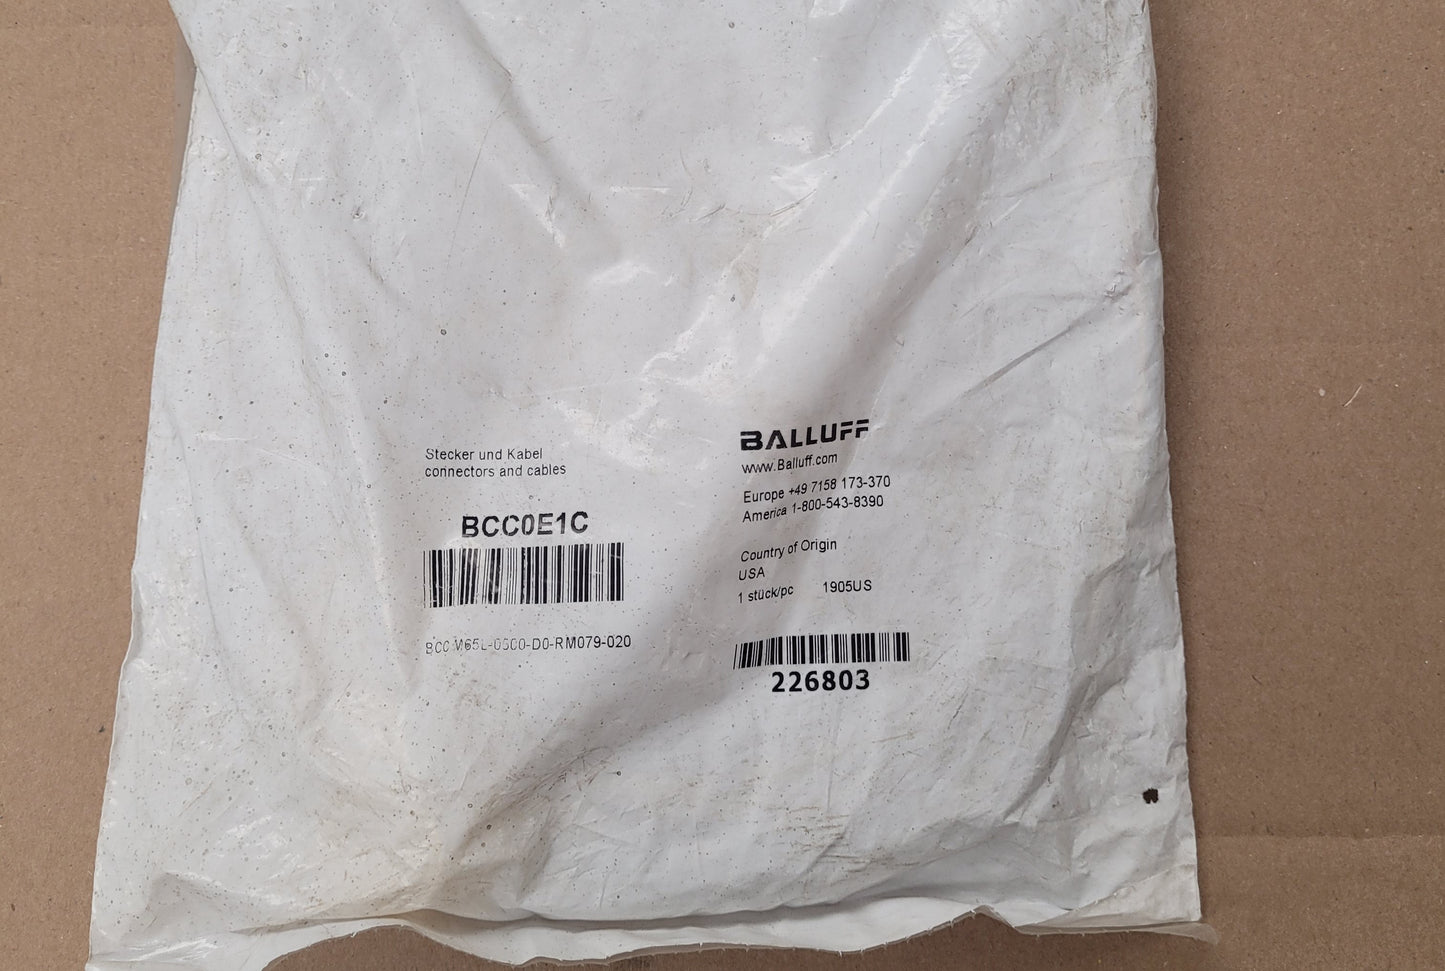 Stecker und Kabel
connectors and cables
BCC0E1C
BALLUFF
www.Balluff.com
Europe +49 7158 173-370
America 1-800-543-8390
Country of Origin
USA
1 stück/pc 1905US
226803